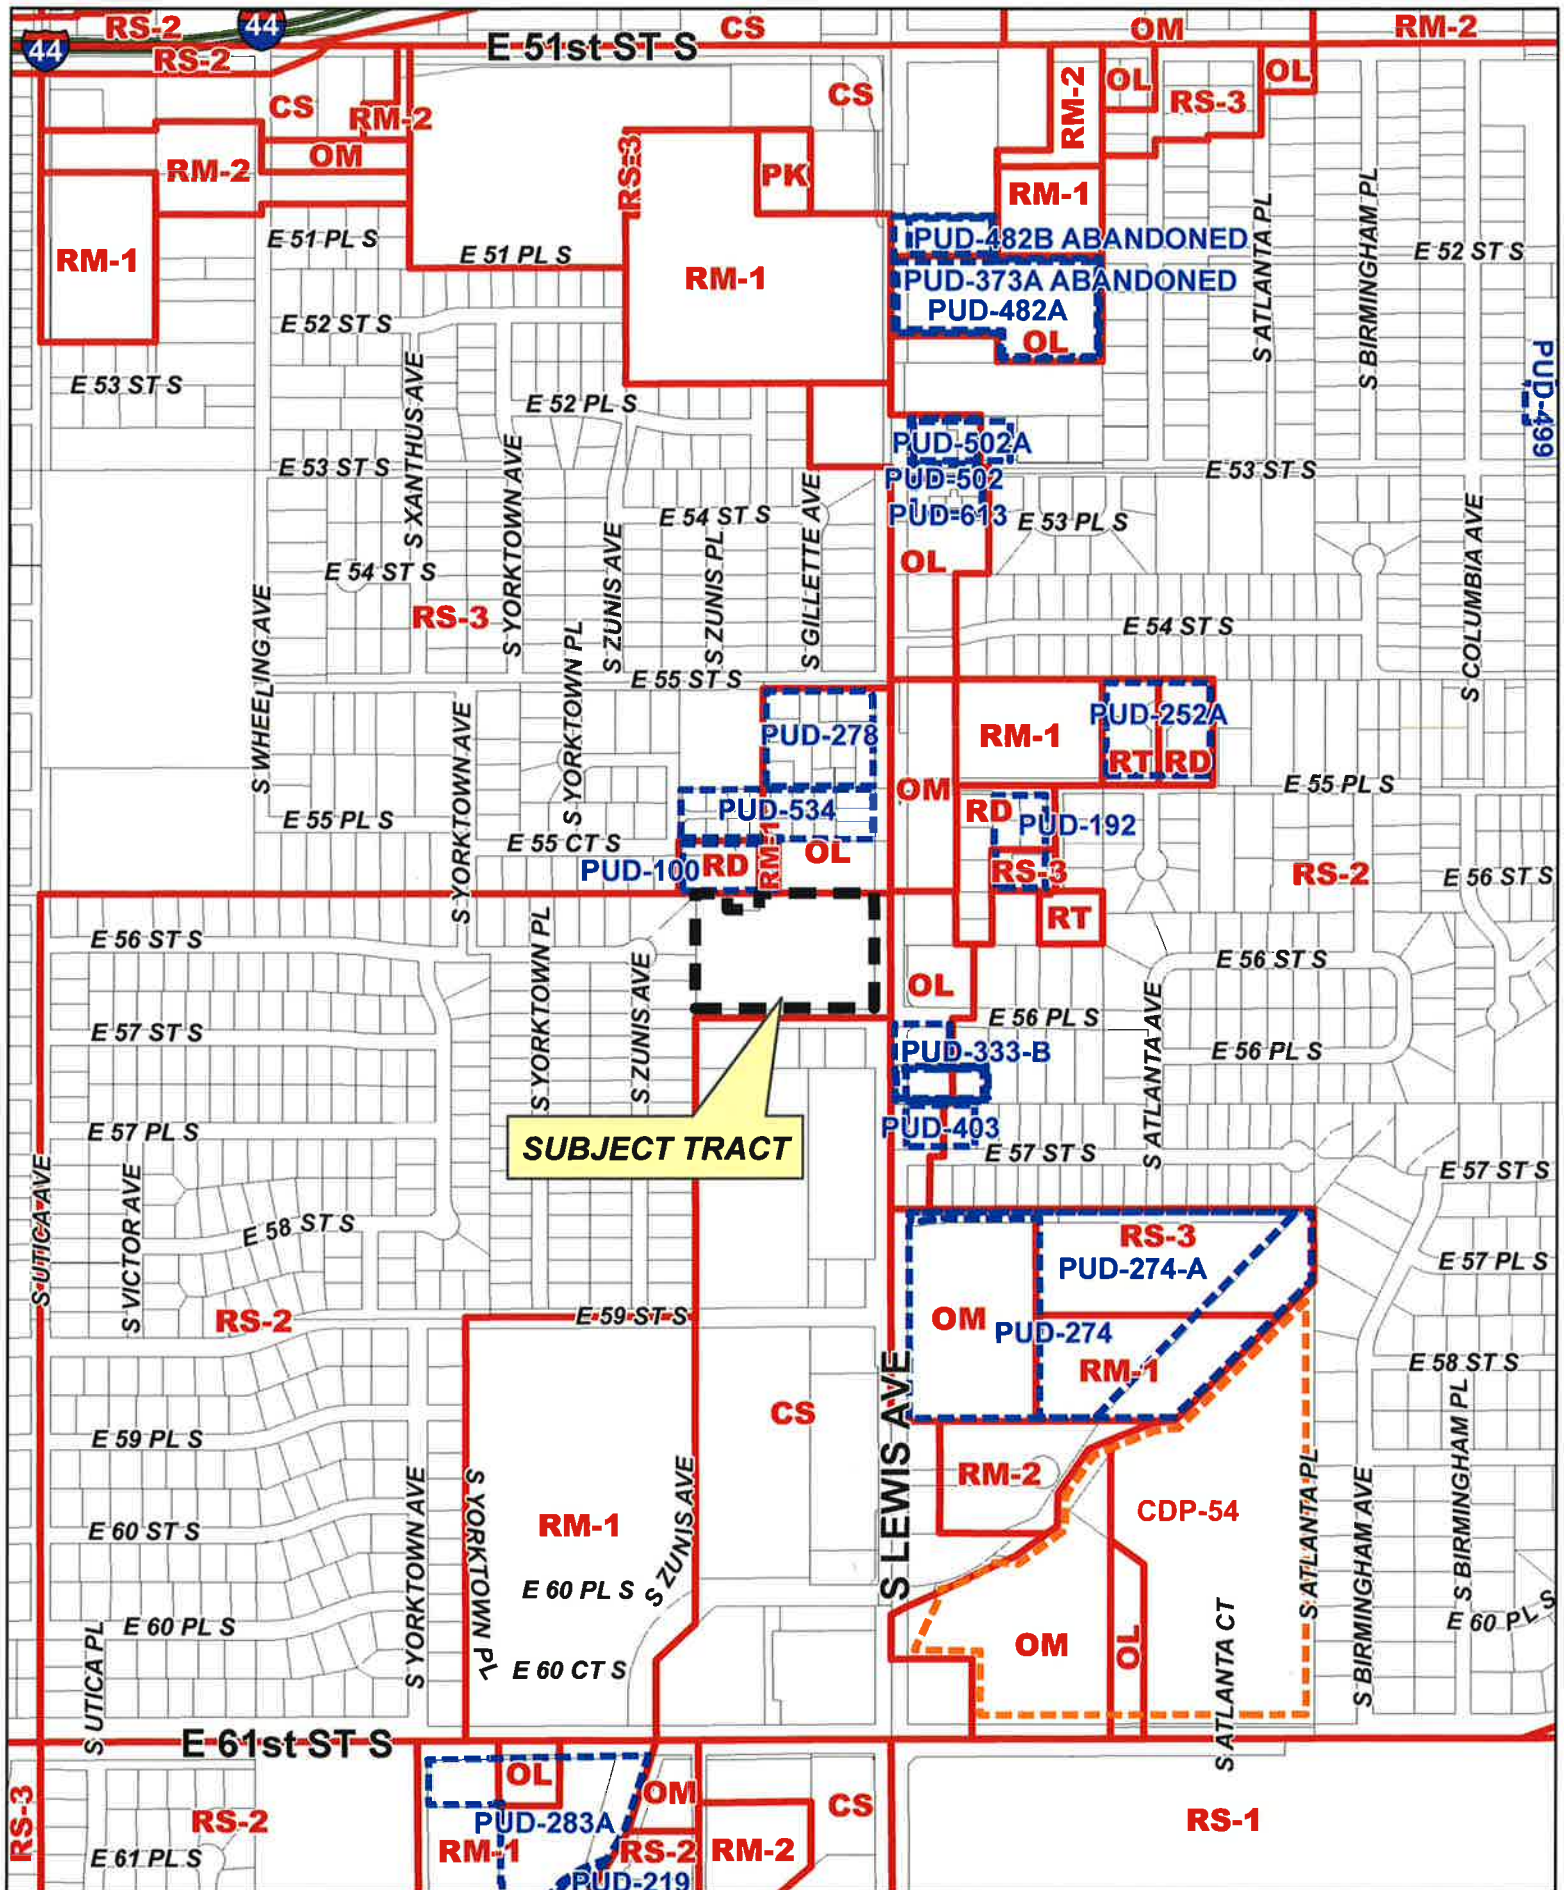 RS-2
44
CS
OM
RM-2
44
E 51st ST S
RS-2
OL
OL
CS
CS
RM-2
RS-3
RM-2
OM
RS-3
PK
RM-2
RM-1
RM-1
E 51 PL S
E 51 PL S
RM-1
PUD-482B ABANDONED
S ATLANTA PL
S BIRMINGHAM PL
E 52 ST S
PUD-373A ABANDONED
PUD-482A
OL
E 52 ST S
PUD-499
E 53 ST S
S XANTHUS AVE
E 52 PL S
PUD-502A
E 53 ST S
S YORKTOWN AVE
PUD-502
E 53 ST S
PUD-613
E 54 ST S
S GILLETTE AVE
E 53 PL S
E 54 ST S
S ZUNIS AVE
S ZUNIS PL
OL
S COLUMBIA AVE
RS-3
E 54 ST S
S WHEELING AVE
S YORKTOWN PL
E 55 ST S
PUD-278
RM-1
PUD-252A
RT
RD
S YORKTOWN AVE
OM
E 55 PL S
PUD-534
RD
PUD-192
E 55 PL S
E 55 CT S
RM-1
OL
PUD-100
RD
RS-3
RS-2
E 56 ST S
RT
E 56 ST S
S YORKTOWN PL
S ZUNIS AVE
E 56 ST S
OL
E 57 ST S
E 56 PL S
S ATLANTA AVE
PUD-333-B
E 56 PL S
E 57 PL S
SUBJECT TRACT
PUD-403
E 57 ST S
E 57 ST S
S UTICA AVE
S VICTOR AVE
E 58 ST S
RS-3
PUD-274-A
E 57 PL S
RS-2
E 59 ST S
OM
PUD-274
RM-1
E 58 ST S
CS
S LEWIS AVE
E 59 PL S
S BIRMINGHAM PL
RM-2
S YORKTOWN AVE
S YORKTOWN PL
S ZUNIS AVE
CDP-54
S ATLANTA PL
S BIRMINGHAM AVE
E 60 ST S
RM-1
E 60 PL S
E 60 PL S
E 60 PL S
S UTICA PL
OM
OL
S ATLANTA CT
E 60 CT S
E 61st ST S
OL
OM
RS-3
RS-2
PUD-283A
CS
RS-1
E 61 PL S
RM-1
RS-2
RM-2
PUD-219